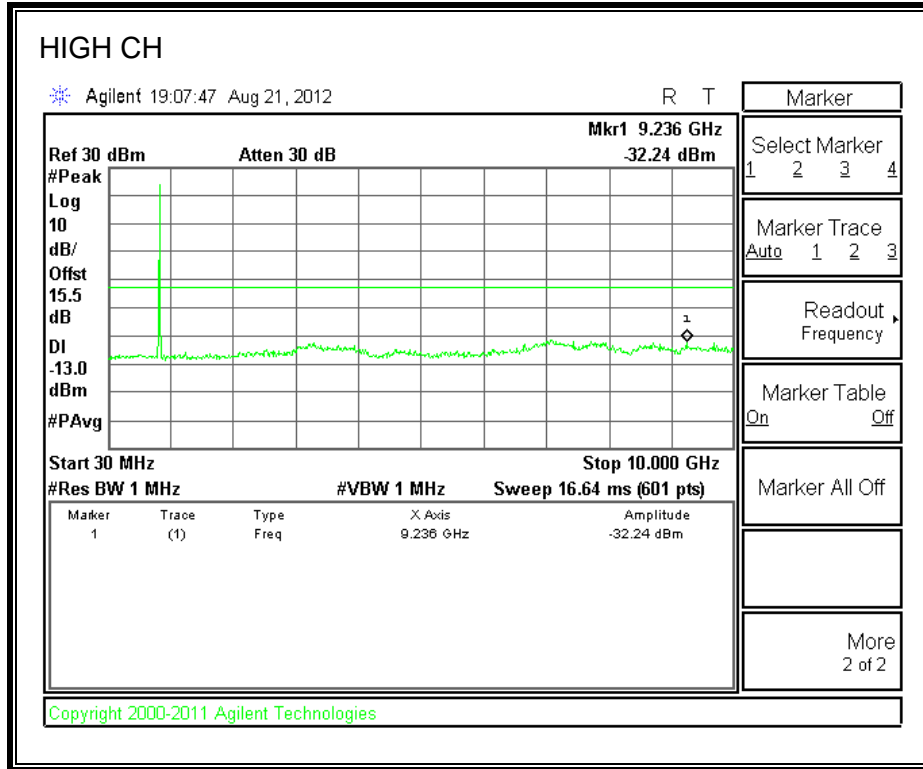 HIGH CH
Agilent 19:07:47 Aug 21, 2012 R T
Mkr1 9.236 GHz
Ref 30 dBm Atten 30 dB -32.24 dBm
#Peak
Log
10
dB/
Offst
15.5
dB
DI
-13.0
dBm
#PAvg
1
Start 30 MHz Stop 10.000 GHz
#Res BW 1 MHz #VBW 1 MHz Sweep 16.64 ms (601 pts)
Marker Trace Type X Axis Amplitude
1 (1) Freq 9.236 GHz -32.24 dBm
Copyright 2000-2011 Agilent Technologies
Marker
Select Marker
1 2 3 4
Marker Trace
Auto 1 2 3
Readout
Frequency
Marker Table
On Off
Marker All Off
More
2 of 2